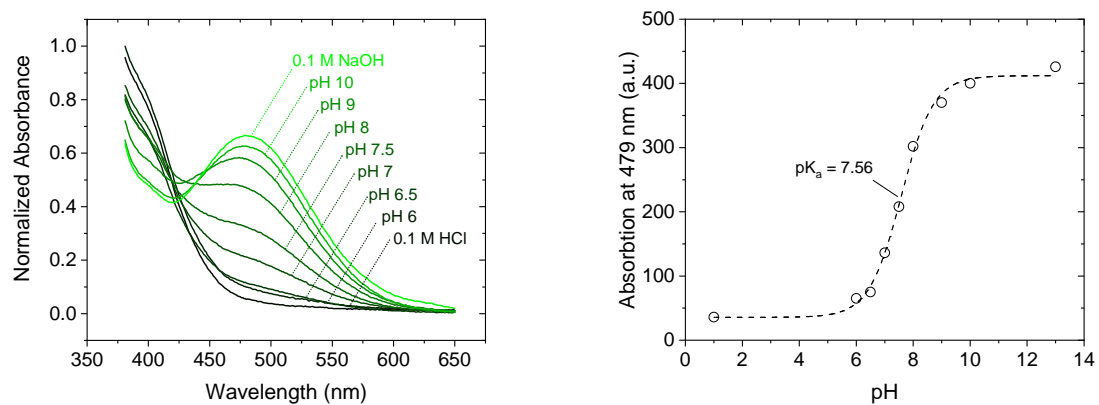 1.0
0.8
0.6
0.4
0.2
0.0
350 400 450 500 550 600 650
Wavelength (nm)
Normalized Absorbance
0.1 M NaOH
pH 10
pH 9
pH 8
pH 7.5
pH 7
pH 6.5
pH 6
0.1 M HCl
500
400
300
200
100
0
0 2 4 6 8 10 12 14
pH
Absorbtion at 479 nm (a.u.)
pKa = 7.56